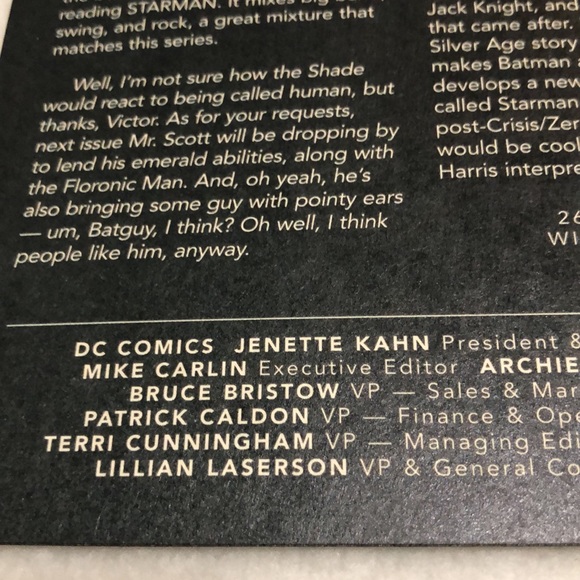 reading STARMAN. It mixes big
swing, and rock, a great mixture that
matches this series.
Well, I'm not sure how the Shade
would react to being called human, but
thanks, Victor. As for your requests,
next issue Mr. Scott will be dropping by
to lend his emerald abilities, along with
the Floronic Man. And, oh yeah, he's
also bringing some guy with pointy ears
— um, Batguy, I think? Oh well, I think
people like him, anyway.
Jack Knight, and
that came after.
Silver Age story
makes Batman
develops a new
called Starman
post-Crisis/Zer
would be cool
Harris interpre
26
WI
DC COMICS JENETTE KAHN President &
MIKE CARLIN Executive Editor ARCHIE
BRUCE BRISTOW VP — Sales & Mar
PATRICK CALDON VP — Finance & Op
TERRI CUNNINGHAM VP — Managing Edi
LILLIAN LASERSON VP & General Co